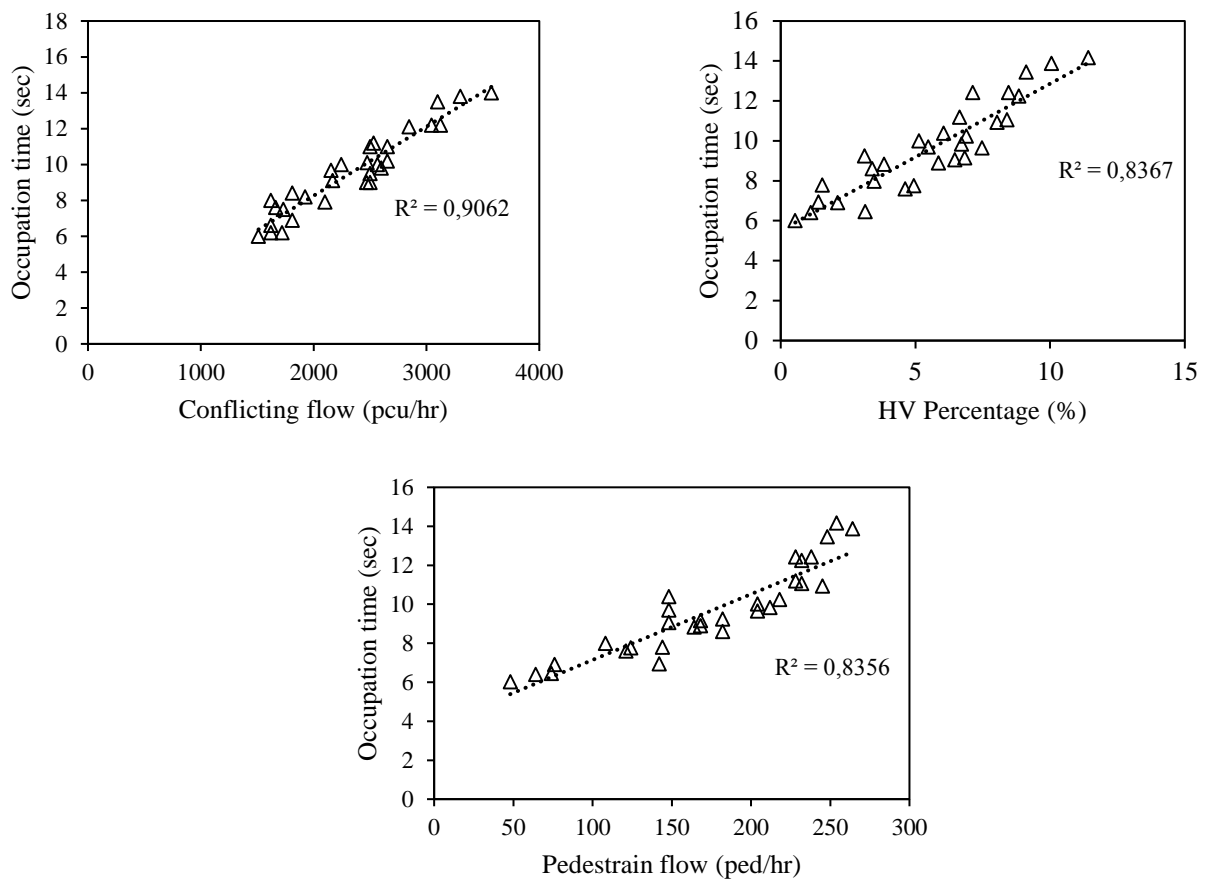 18
16
14
12
10
8
6
4
2
0
Occupation time (sec)
R² = 0,9062
0 1000 2000 3000 4000
Conflicting flow (pcu/hr)
16
14
12
10
8
6
4
2
0
Occupation time (sec)
R² = 0,8367
0 5 10 15
HV Percentage (%)
16
14
12
10
8
6
4
2
0
Occupation time (sec)
R² = 0,8356
0 50 100 150 200 250 300
Pedestrain flow (ped/hr)